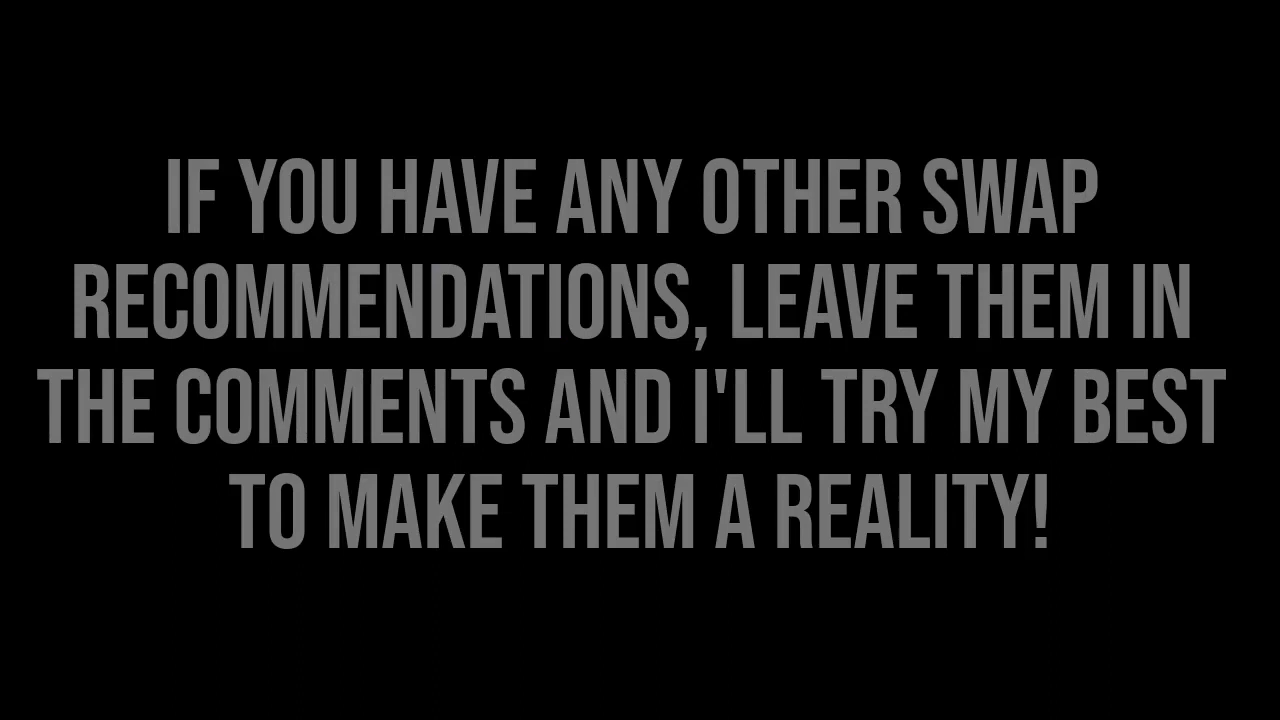 IF YOU HAVE ANY OTHER SWAP
RECOMMENDATIONS, LEAVE THEM IN
THE COMMENTS AND I'LL TRY MY BEST
TO MAKE THEM A REALITY!